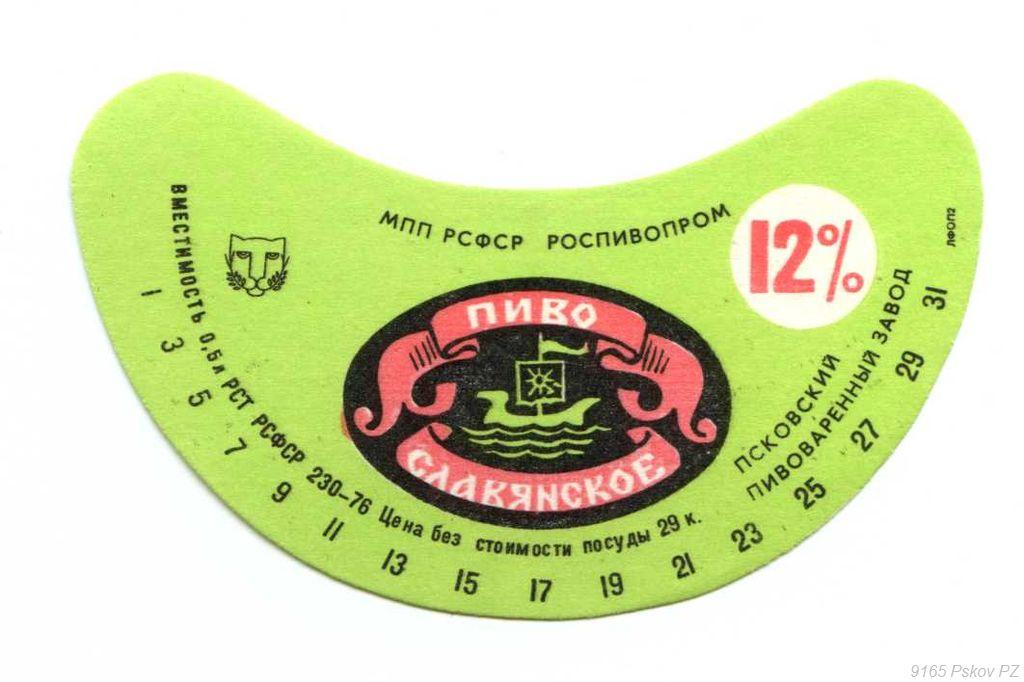 МПП РСФСР РОСПИВОПРОМ
12%
ПИВО
СЛАВЯНСКОЕ
ПСКОВСКИЙ
ПИВОВАРЕННЫЙ ЗАВОД
ВМЕСТИМОСТЬ 0,5 л РСТ РСФСР 230-76 Цена без стоимости посуды 29 к.
1 3 5 7 9 11 13 15 17 19 21 23 25 27 29 31
ЛФОП2
9165 Pskov PZ